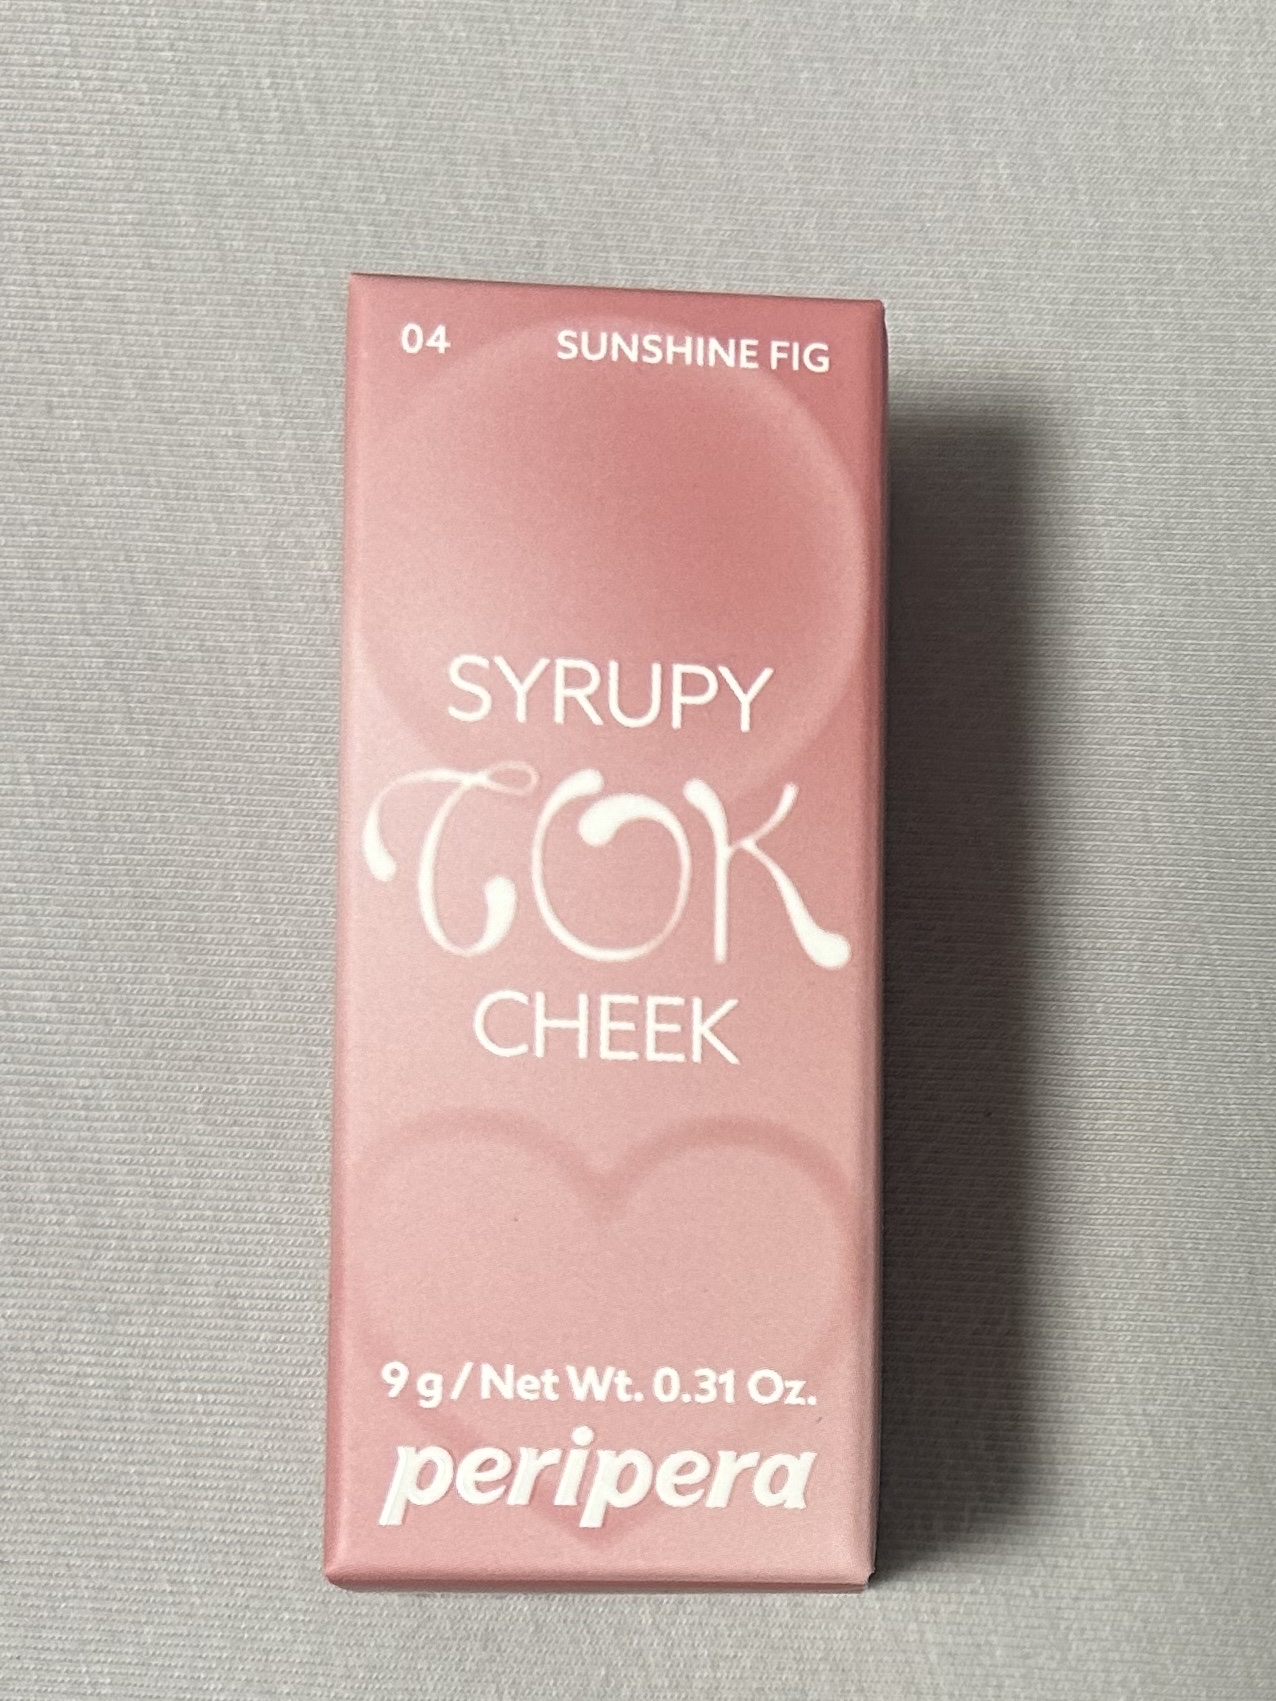 04 SUNSHINE FIG
SYRUPY
TOK
CHEEK
9 g / Net Wt. 0.31 Oz.
peripera